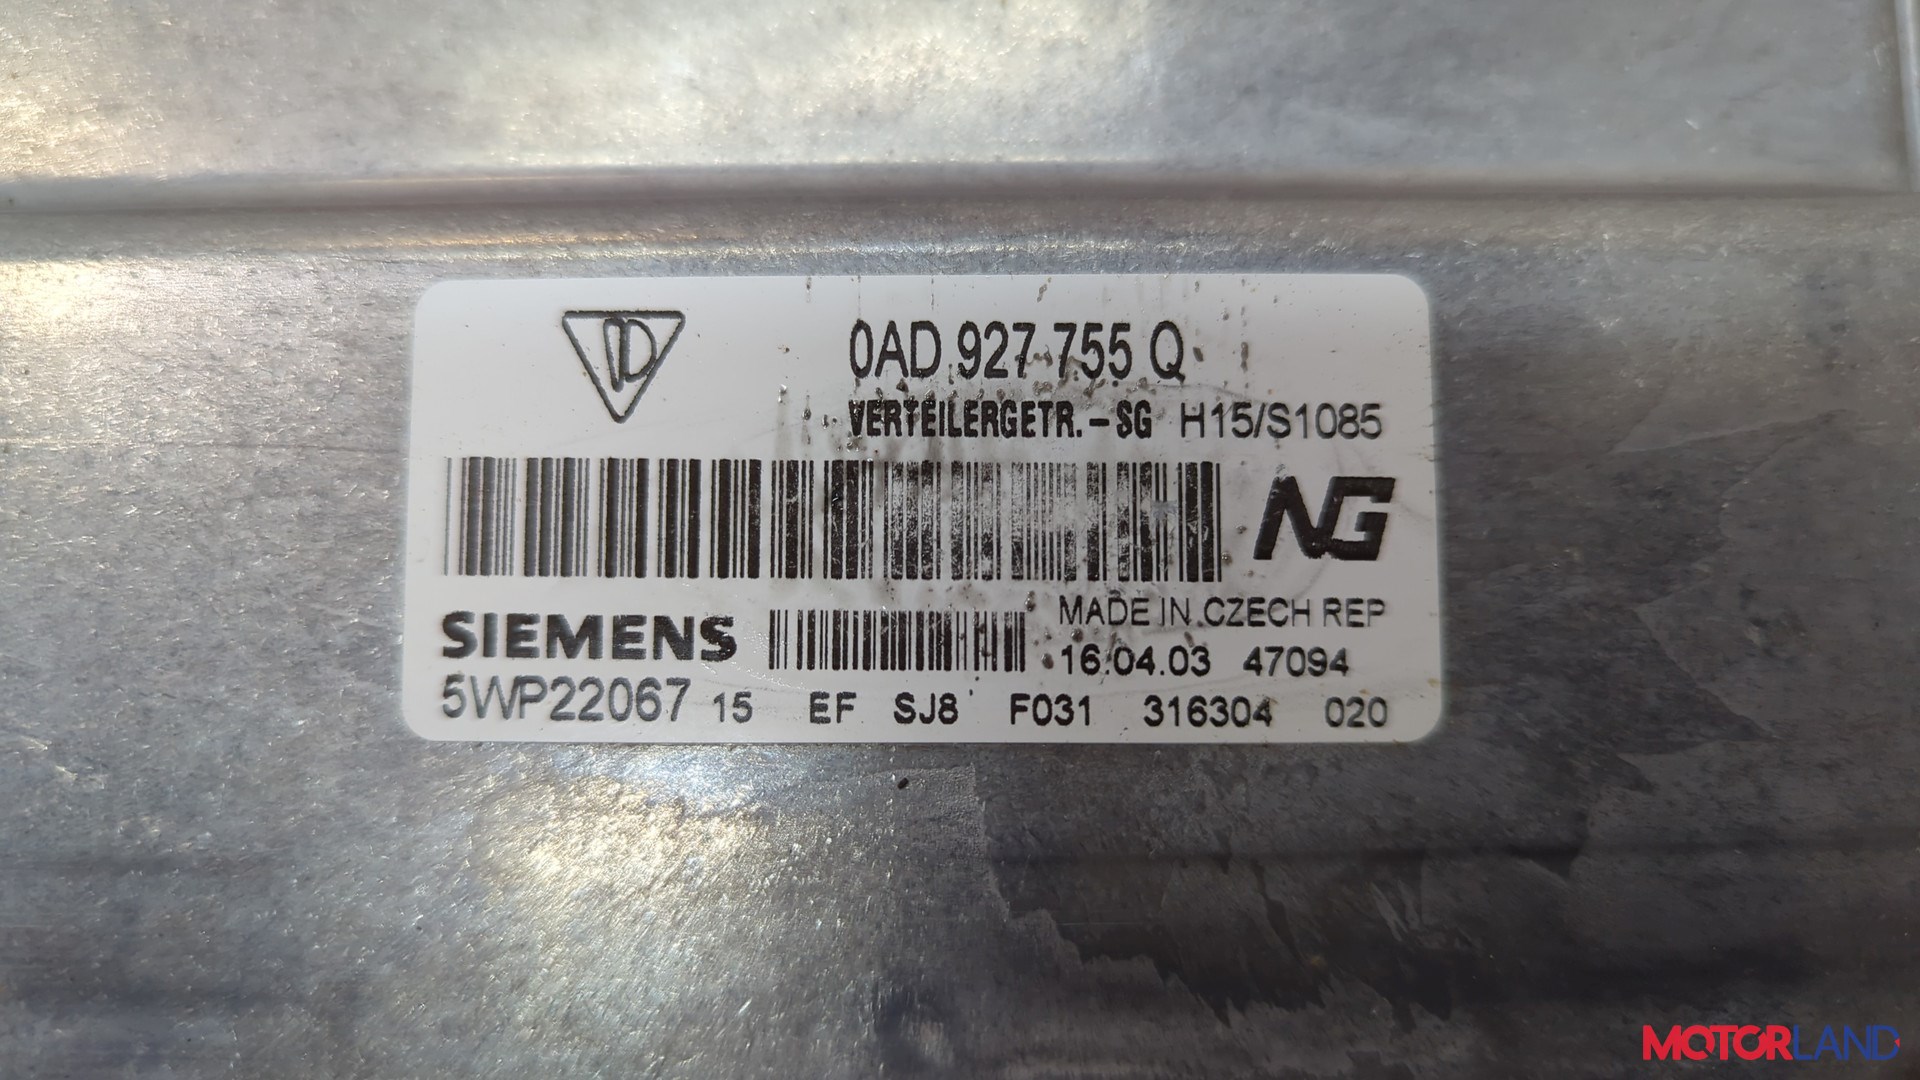 0AD 927 755 Q
VERTEILERGETR.-SG H15/S1085
NG
SIEMENS
MADE IN CZECH REP
16.04.03 47094
5WP22067 15 EF SJ8 F031 316304 020
MOTORLAND